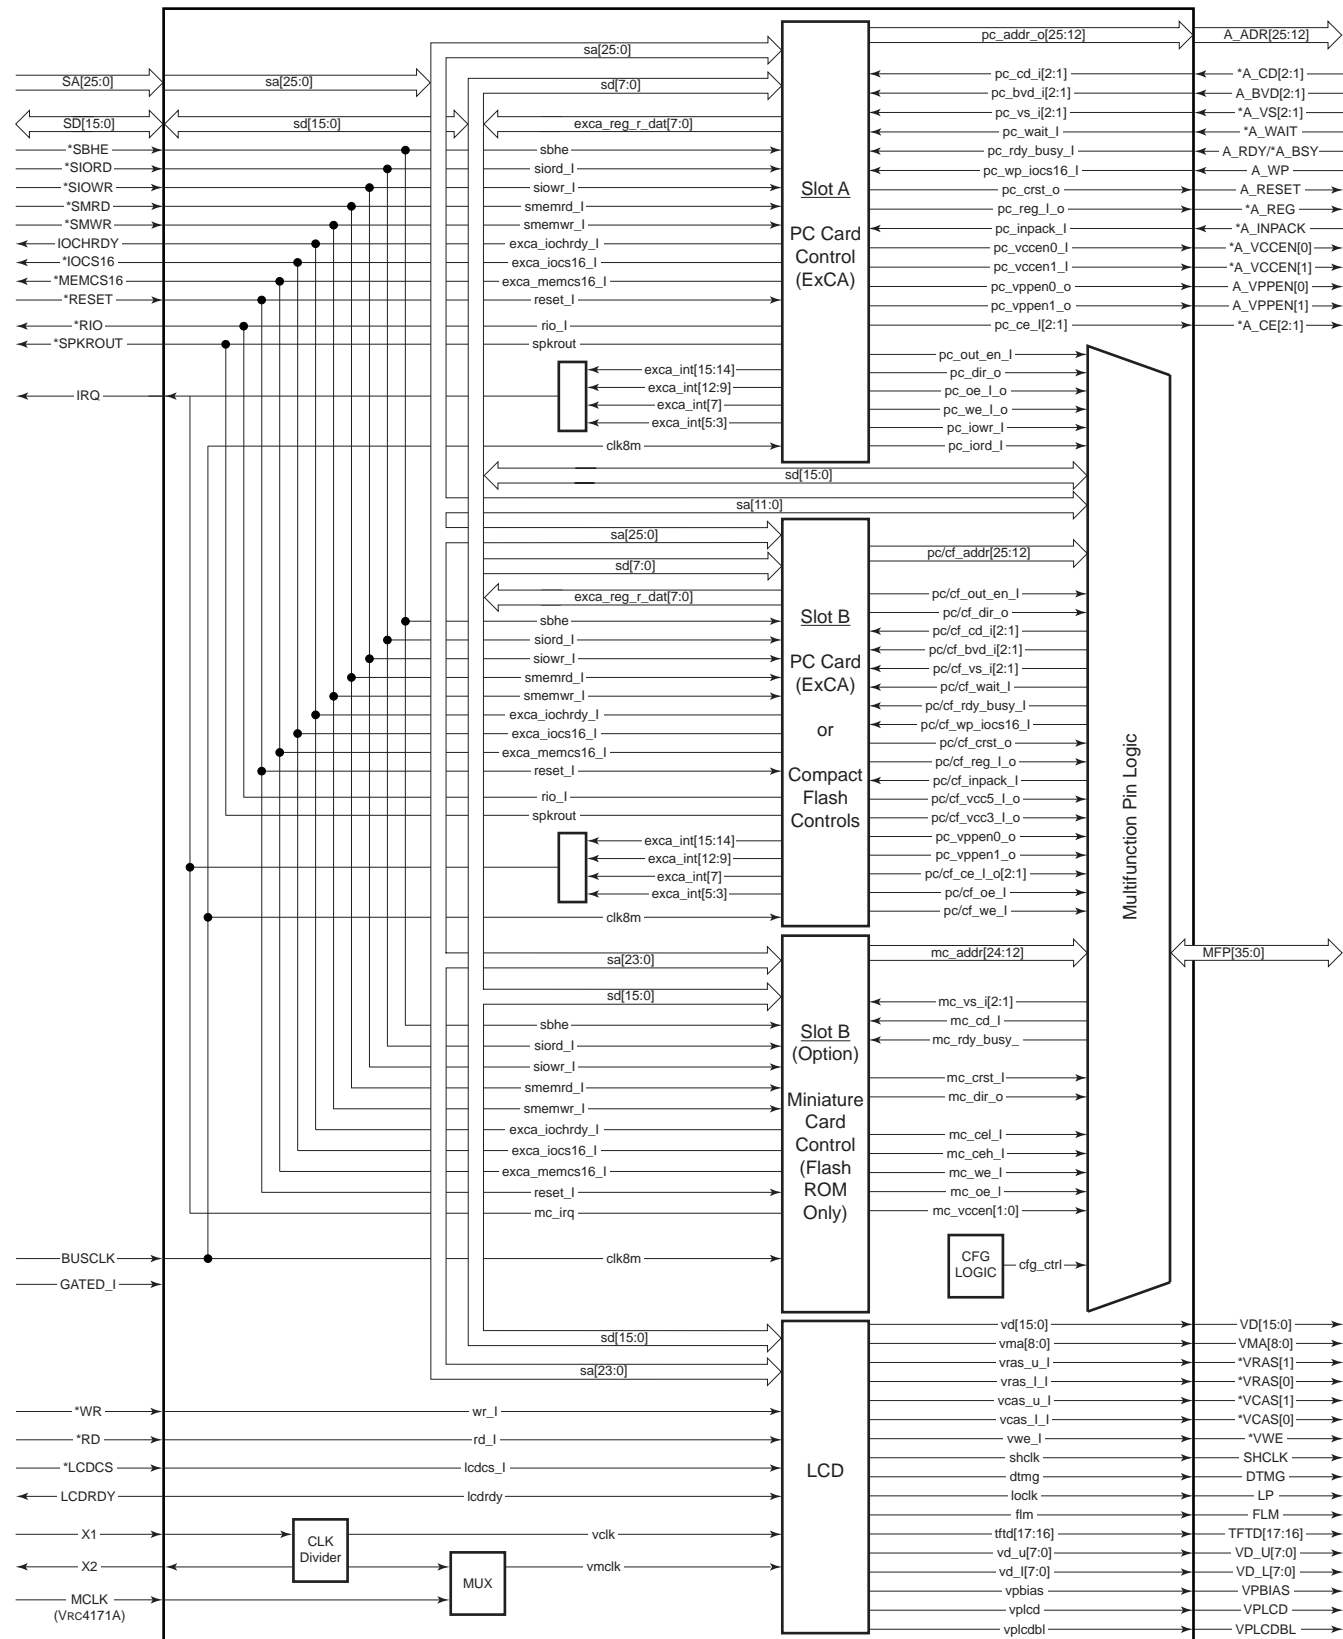 sa[25:0]
pc_addr_o[25:12]
A_ADR[25:12]
SA[25:0]
sa[25:0]
sd[7:0]
pc_cd_i[2:1]
*A_CD[2:1]
pc_bvd_i[2:1]
A_BVD[2:1]
pc_vs_i[2:1]
*A_VS[2:1]
SD[15:0]
sd[15:0]
exca_reg_r_dat[7:0]
pc_wait_l
*A_WAIT
*SBHE
sbhe
pc_rdy_busy_l
A_RDY/*A_BSY
*SIORD
siord_l
pc_wp_iocs16_l
A_WP
*SIOWR
siowr_l
Slot A
pc_crst_o
A_RESET
*SMRD
smemrd_l
pc_reg_l_o
*A_REG
*SMWR
smemwr_l
PC Card
pc_inpack_l
*A_INPACK
IOCHRDY
exca_iochrdy_l
Control
pc_vccen0_l
*A_VCCEN[0]
*IOCS16
exca_iocs16_l
(ExCA)
pc_vccen1_l
*A_VCCEN[1]
*MEMCS16
exca_memcs16_l
pc_vppen0_o
A_VPPEN[0]
*RESET
reset_l
pc_vppen1_o
A_VPPEN[1]
*RIO
rio_l
pc_ce_l[2:1]
*A_CE[2:1]
*SPKROUT
spkrout
pc_out_en_l
exca_int[15:14]
pc_dir_o
exca_int[12:9]
pc_oe_l_o
IRQ
exca_int[7]
pc_we_l_o
exca_int[5:3]
pc_iowr_l
clk8m
pc_iord_l
sd[15:0]
sa[11:0]
sa[25:0]
pc/cf_addr[25:12]
sd[7:0]
exca_reg_r_dat[7:0]
pc/cf_out_en_l
sbhe
Slot B
pc/cf_dir_o
siord_l
pc/cf_cd_i[2:1]
siowr_l
PC Card
pc/cf_bvd_i[2:1]
smemrd_l
(ExCA)
pc/cf_vs_i[2:1]
smemwr_l
pc/cf_wait_l
exca_iochrdy_l
or
pc/cf_rdy_busy_l
exca_iocs16_l
pc/cf_wp_iocs16_l
exca_memcs16_l
pc/cf_crst_o
reset_l
Compact
pc/cf_reg_l_o
rio_l
Flash
pc/cf_inpack_l
spkrout
Controls
pc/cf_vcc5_l_o
pc/cf_vcc3_l_o
exca_int[15:14]
pc_vppen0_o
exca_int[12:9]
pc_vppen1_o
exca_int[7]
pc/cf_ce_l_o[2:1]
exca_int[5:3]
pc/cf_oe_l
clk8m
pc/cf_we_l
Multifunction Pin Logic
sa[23:0]
mc_addr[24:12]
MFP[35:0]
sd[15:0]
mc_vs_i[2:1]
sbhe
Slot B
mc_cd_l
siord_l
(Option)
mc_rdy_busy_
siowr_l
smemrd_l
Miniature
mc_crst_l
smemwr_l
Card
mc_dir_o
exca_iochrdy_l
Control
mc_cel_l
exca_iocs16_l
(Flash
mc_ceh_l
exca_memcs16_l
ROM
mc_we_l
reset_l
Only)
mc_oe_l
mc_irq
mc_vccen[1:0]
BUSCLK
clk8m
CFG
LOGIC
cfg_ctrl
GATED_I
sd[15:0]
vd[15:0]
VD[15:0]
vma[8:0]
VMA[8:0]
sa[23:0]
vras_u_l
*VRAS[1]
vras_l_l
*VRAS[0]
vcas_u_l
*VCAS[1]
*WR
wr_l
vcas_l_l
*VCAS[0]
*RD
rd_l
vwe_l
*VWE
shclk
SHCLK
*LCDCS
lcdcs_l
LCD
dtmg
DTMG
LCDRDY
lcdrdy
loclk
LP
flm
FLM
X1
CLK
Divider
vclk
tftd[17:16]
TFTD[17:16]
vd_u[7:0]
VD_U[7:0]
X2
MUX
vmclk
vd_l[7:0]
VD_L[7:0]
vpbias
VPBIAS
MCLK
(VRC4171A)
vplcd
VPLCD
vplcdbl
VPLCDBL